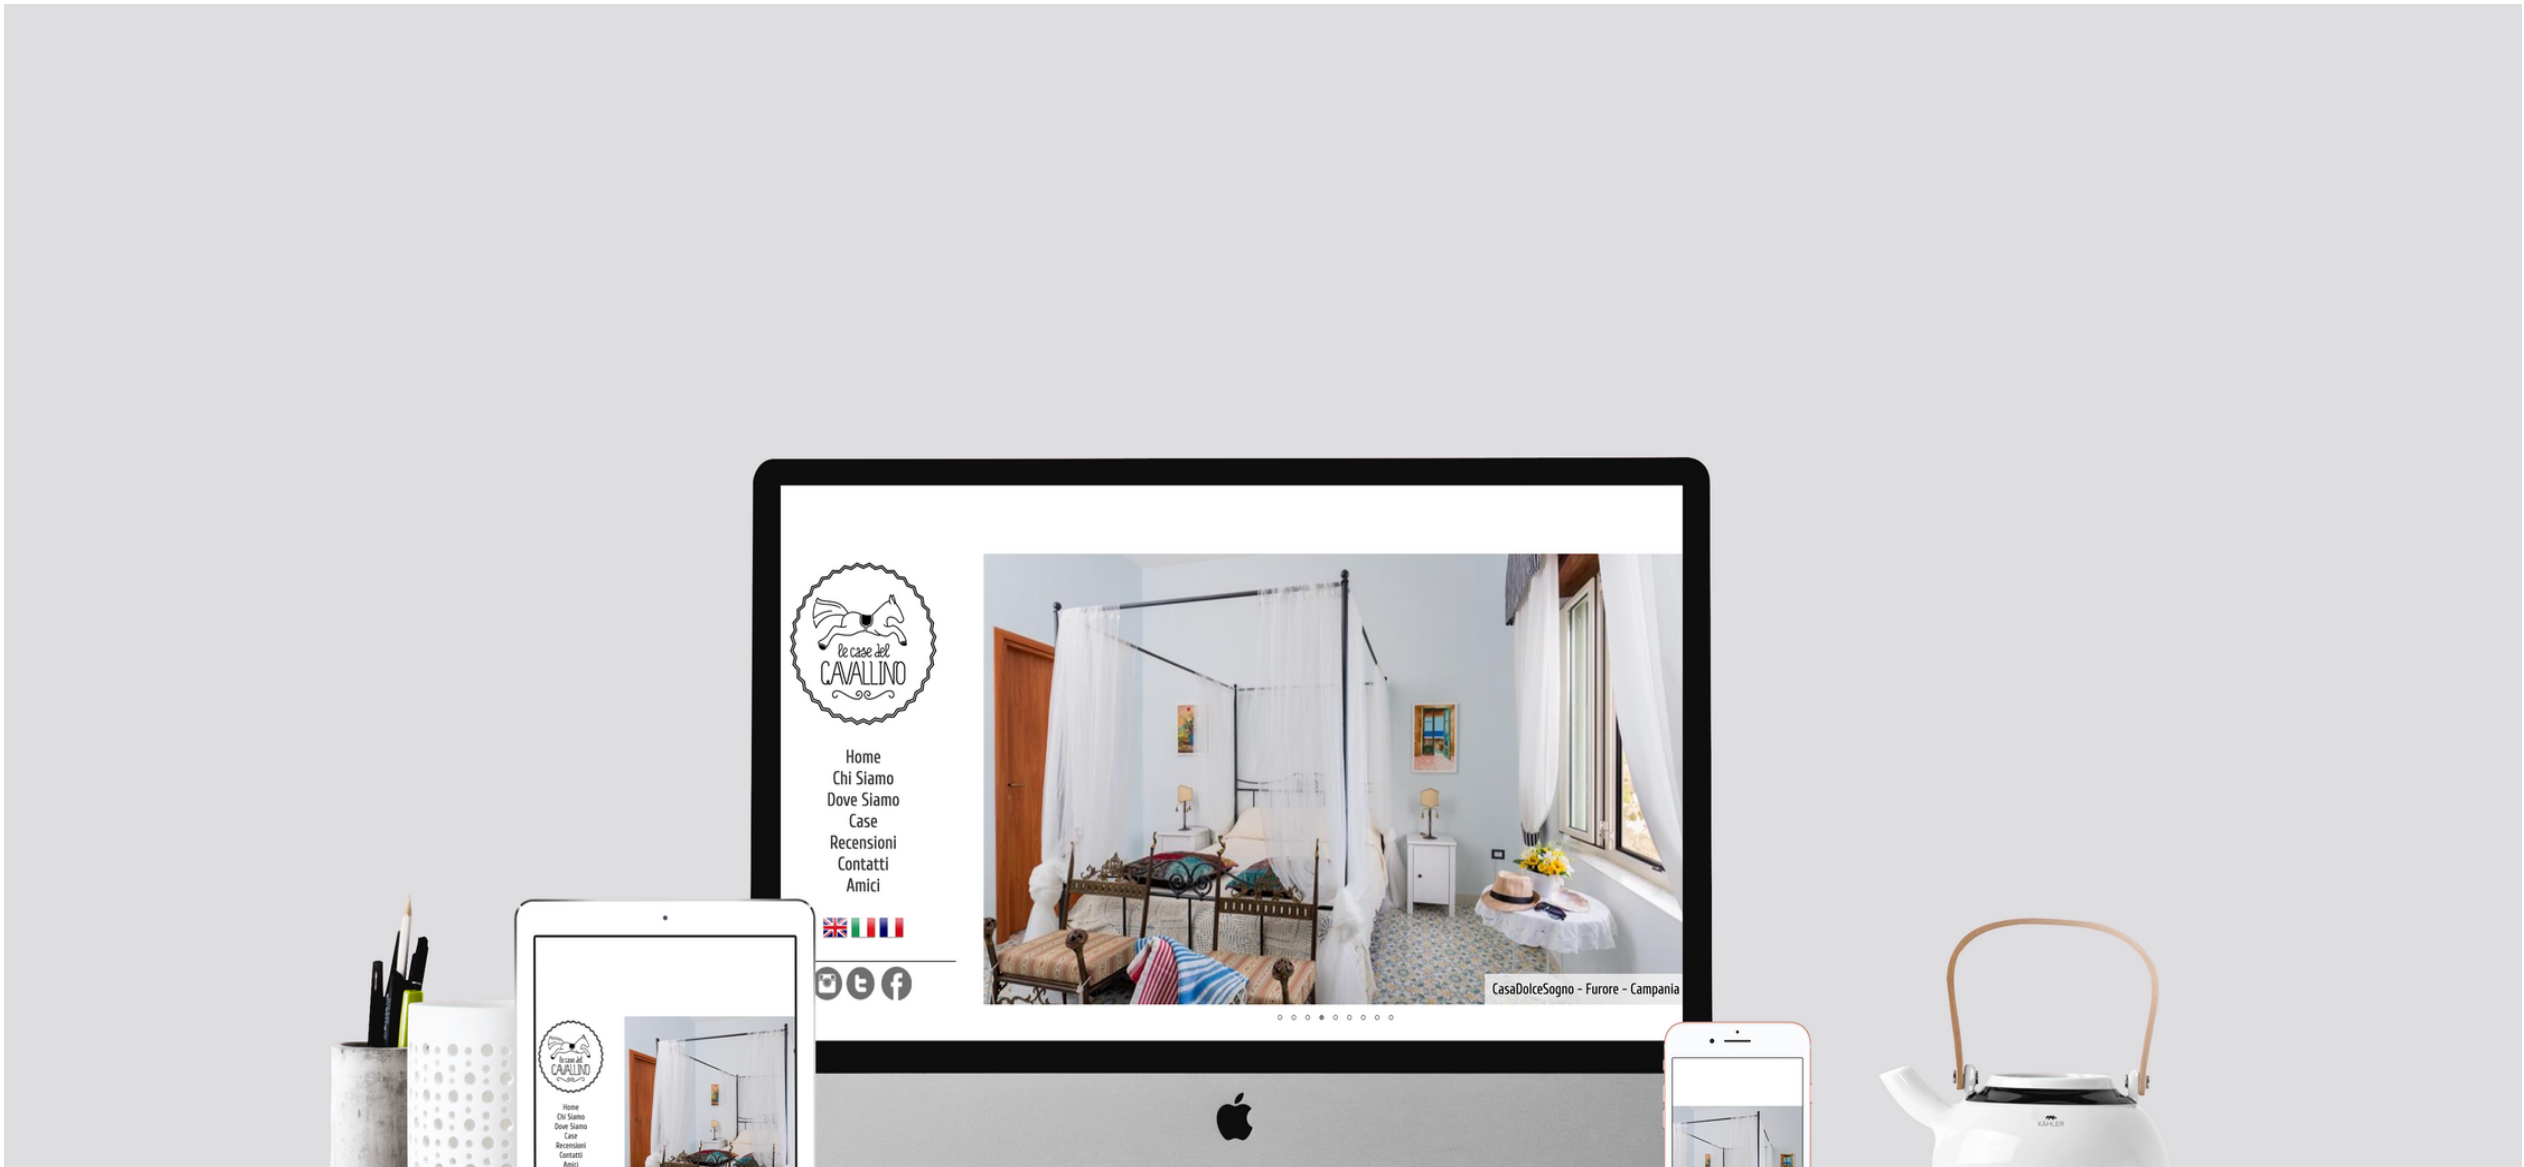 le case del
CAVALLINO
Home
Chi Siamo
Dove Siamo
Case
Recensioni
Contatti
Amici
CasaDolceSogno - Furore - Campania
le case del
CAVALLINO
Home
Chi Siamo
Dove Siamo
Case
Recensioni
Contatti
Amici
KÄHLER